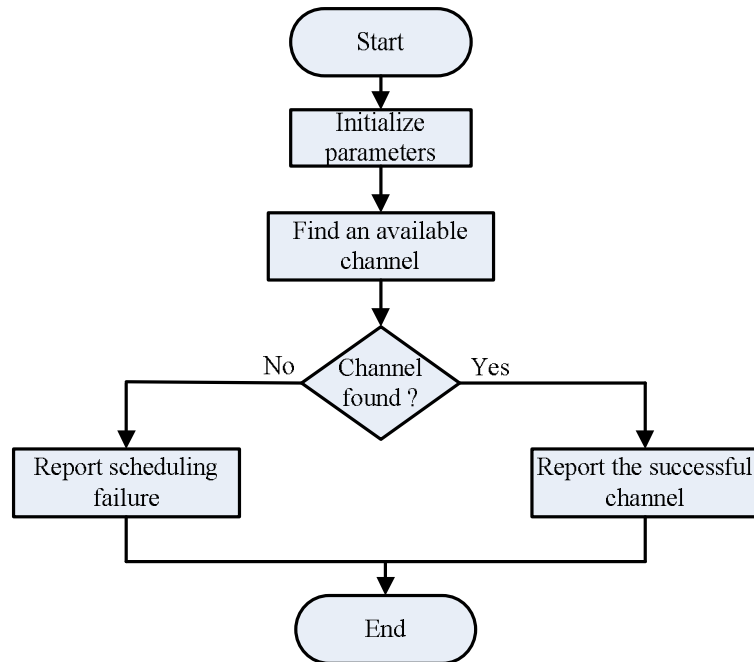 Start
Initialize
parameters
Find an available
channel
Channel
found ?
No
Yes
Report scheduling
failure
Report the successful
channel
End